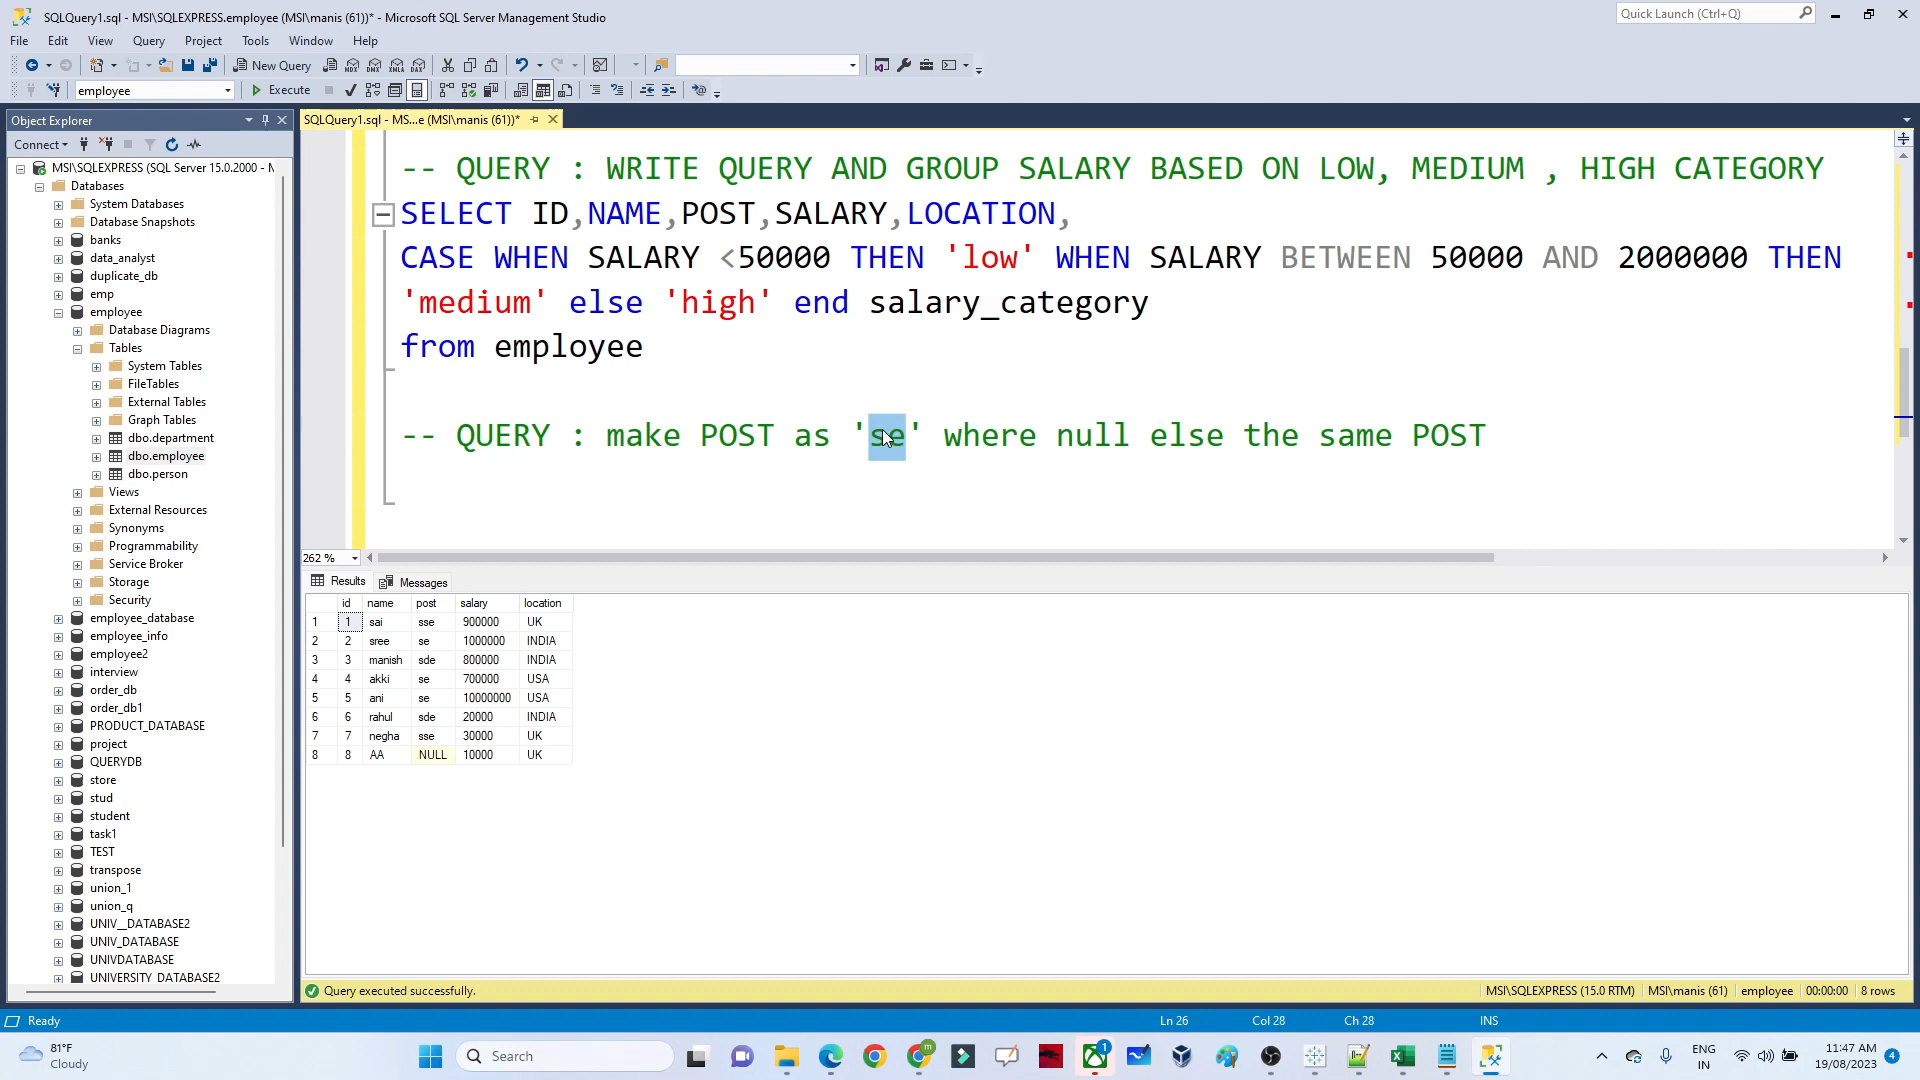 SQLQuery1.sql - MSI\SQLEXPRESS.employee (MSI\manis (61))* - Microsoft SQL Server Management Studio
Quick Launch (Ctrl+Q)
File Edit View Query Project Tools Window Help
New Query
employee Execute
Object Explorer
SQLQuery1.sql - MS...e (MSI\manis (61))*
Connect
MSI\SQLEXPRESS (SQL Server 15.0.2000 - M
Databases
System Databases
Database Snapshots
banks
data_analyst
duplicate_db
emp
employee
Database Diagrams
Tables
System Tables
FileTables
External Tables
Graph Tables
dbo.department
dbo.employee
dbo.person
Views
External Resources
Synonyms
Programmability
Service Broker
Storage
Security
employee_database
employee_info
employee2
interview
order_db
order_db1
PRODUCT_DATABASE
project
QUERYDB
store
stud
student
task1
TEST
transpose
union_1
union_q
UNIV__DATABASE2
UNIV_DATABASE
UNIVDATABASE
UNIVERSITY_DATABASE2
-- QUERY : WRITE QUERY AND GROUP SALARY BASED ON LOW, MEDIUM , HIGH CATEGORY
SELECT ID,NAME,POST,SALARY,LOCATION,
CASE WHEN SALARY <50000 THEN 'low' WHEN SALARY BETWEEN 50000 AND 2000000 THEN
'medium' else 'high' end salary_category
from employee
-- QUERY : make POST as 'se' where null else the same POST
262 %
Results Messages
id name post salary location
1 1 sai sse 900000 UK
2 2 sree se 1000000 INDIA
3 3 manish sde 800000 INDIA
4 4 akki se 700000 USA
5 5 ani se 10000000 USA
6 6 rahul sde 20000 INDIA
7 7 negha sse 30000 UK
8 8 AA NULL 10000 UK
Query executed successfully.
MSI\SQLEXPRESS (15.0 RTM) MSI\manis (61) employee 00:00:00 8 rows
Ready Ln 26 Col 28 Ch 28 INS
81°F
Cloudy
Search
ENG
IN
11:47 AM
19/08/2023
4